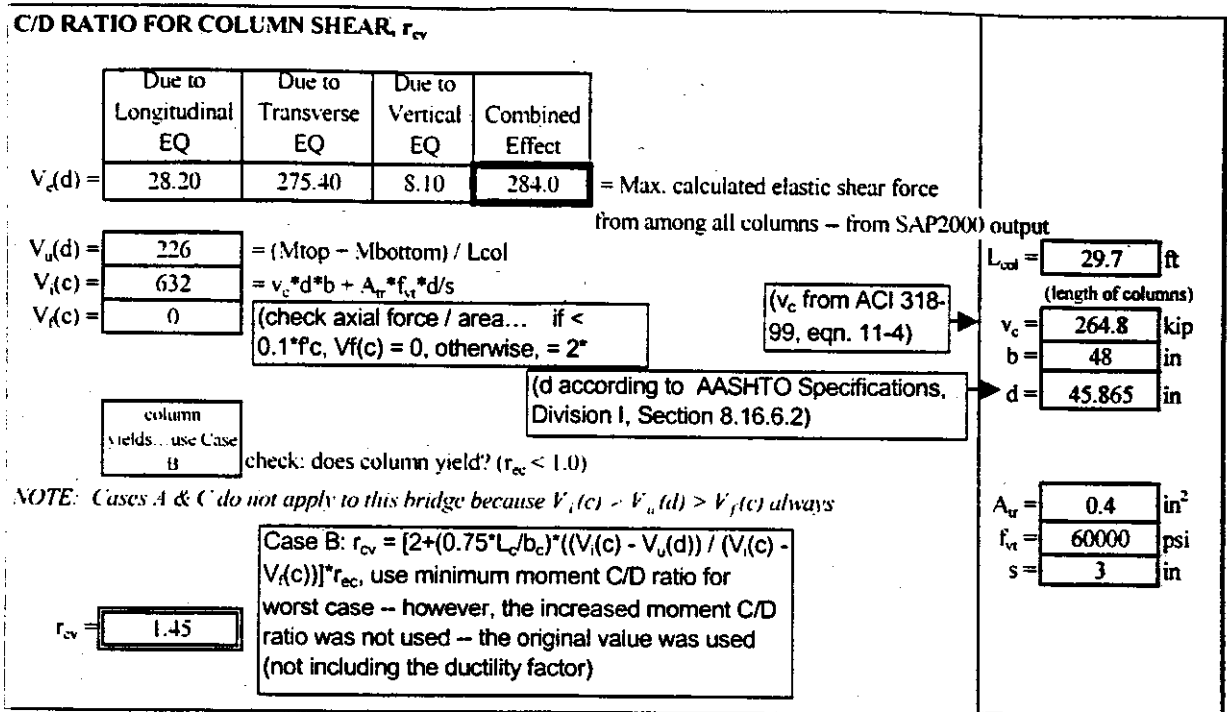 C/D RATIO FOR COLUMN SHEAR, r_cv
Due to Longitudinal EQ | Due to Transverse EQ | Due to Vertical EQ | Combined Effect
V_e(d) = 28.20 | 275.40 | 8.10 | 284.0 = Max. calculated elastic shear force
from among all columns -- from SAP2000 output
V_u(d) = 226 = (Mtop - Mbottom) / Lcol
L_col = 29.7 ft
(length of columns)
V_i(c) = 632 = v_c*d*b + A_tr*f_yt*d/s
V_f(c) = 0
(check axial force / area... if <
0.1*f'c, Vf(c) = 0, otherwise, = 2*
(v_c from ACI 318-
99, eqn. 11-4)
v_c = 264.8 kip
b = 48 in
(d according to AASHTO Specifications,
Division I, Section 8.16.6.2)
d = 45.865 in
column
yields... use Case
B
check: does column yield? (r_ec < 1.0)
NOTE: Cases A & C do not apply to this bridge because V_i(c) > V_u(d) > V_f(c) always
A_tr = 0.4 in²
f_yt = 60000 psi
s = 3 in
Case B: r_cv = [2+(0.75*L_c/b_c)*((V_i(c) - V_u(d)) / (V_i(c) -
V_f(c))]*r_ec, use minimum moment C/D ratio for
worst case -- however, the increased moment C/D
ratio was not used -- the original value was used
(not including the ductility factor)
r_cv = 1.45